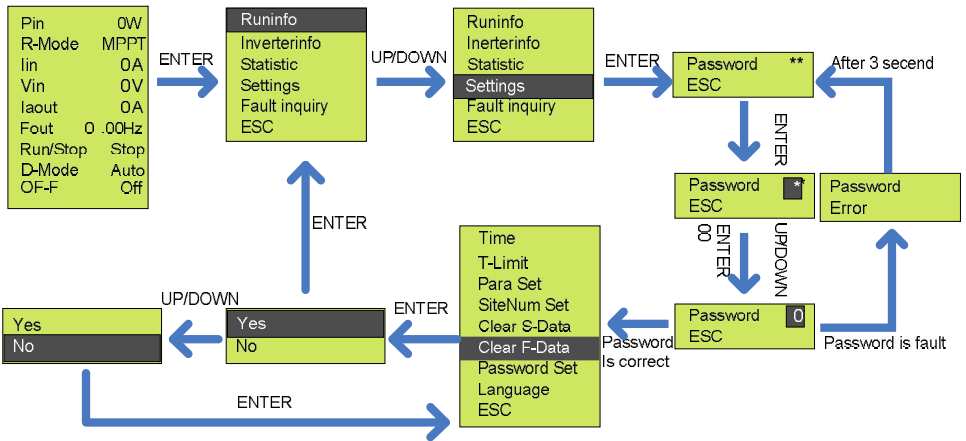 Pin 0W
R-Mode MPPT
Iin 0A
Vin 0V
Iaout 0A
Fout 0 .00Hz
Run/Stop Stop
D-Mode Auto
OF-F Off
ENTER
Runinfo
Inverterinfo
Statistic
Settings
Fault inquiry
ESC
UP/DOWN
Runinfo
Inerterinfo
Statistic
Settings
Fault inquiry
ESC
ENTER
Password **
ESC
After 3 secend
ENTER
Password **
ESC
Password
Error
ENTER
00
UP/DOWN
Password 0
ESC
Password is fault
Password
Is correct
Time
T-Limit
Para Set
SiteNum Set
Clear S-Data
Clear F-Data
Password Set
Language
ESC
ENTER
Yes
No
ENTER
UP/DOWN
Yes
No
ENTER